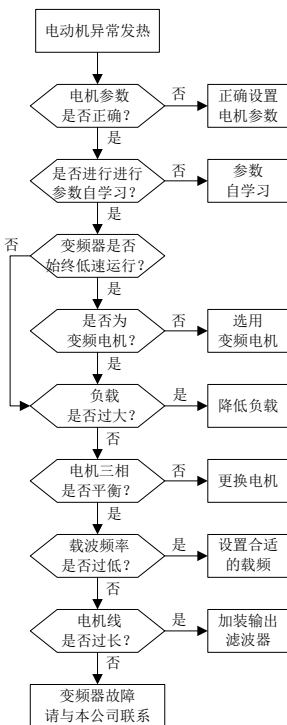 电动机异常发热
电机参数
是否正确？
否
正确设置
电机参数
是
是否进行进行
参数自学习？
否
参数
自学习
是
否
变频器是否
始终低速运行？
是
是否为
变频电机？
否
选用
变频电机
是
负载
是否过大？
是
降低负载
否
电机三相
是否平衡？
否
更换电机
是
载波频率
是否过低？
是
设置合适
的载频
否
电机线
是否过长？
是
加装输出
滤波器
否
变频器故障
请与本公司联系